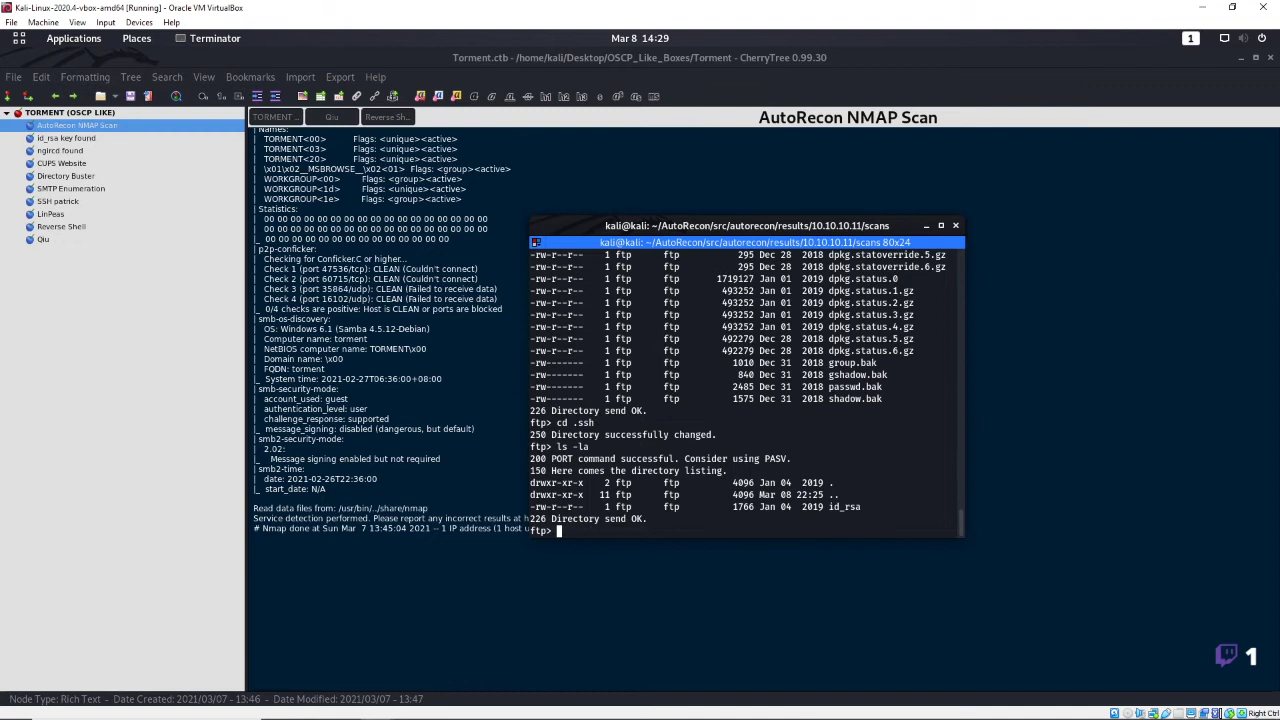 Kali-Linux-2020.4-vbox-amd64 [Running] - Oracle VM VirtualBox
File Machine View Input Devices Help
Applications Places Terminator Mar 8 14:29 1
Torment.ctb - /home/kali/Desktop/OSCP_Like_Boxes/Torment - CherryTree 0.99.30
File Edit Formatting Tree Search View Bookmarks Import Export Help
TORMENT (OSCP LIKE)
AutoRecon NMAP Scan
id_rsa key found
ngircd found
CUPS Website
Directory Buster
SMTP Enumeration
SSH patrick
LinPeas
Reverse Shell
Qiu
TORMENT ... Qiu Reverse Sh...
AutoRecon NMAP Scan
| Names:
| TORMENT<00> Flags: <unique><active>
| TORMENT<03> Flags: <unique><active>
| TORMENT<20> Flags: <unique><active>
| \x01\x02__MSBROWSE__\x02<01> Flags: <group><active>
| WORKGROUP<00> Flags: <group><active>
| WORKGROUP<1d> Flags: <unique><active>
| WORKGROUP<1e> Flags: <group><active>
| Statistics:
| 00 00 00 00 00 00 00 00 00 00 00 00 00 00 00 00 00
| 00 00 00 00 00 00 00 00 00 00 00 00 00 00 00 00 00
|_ 00 00 00 00 00 00 00 00 00 00 00 00 00 00
| p2p-conficker:
| Checking for Conficker.C or higher...
| Check 1 (port 47536/tcp): CLEAN (Couldn't connect)
| Check 2 (port 60715/tcp): CLEAN (Couldn't connect)
| Check 3 (port 35864/udp): CLEAN (Failed to receive data)
| Check 4 (port 16102/udp): CLEAN (Failed to receive data)
|_ 0/4 checks are positive: Host is CLEAN or ports are blocked
| smb-os-discovery:
| OS: Windows 6.1 (Samba 4.5.12-Debian)
| Computer name: torment
| NetBIOS computer name: TORMENT\x00
| Domain name: \x00
| FQDN: torment
|_ System time: 2021-02-27T06:36:00+08:00
| smb-security-mode:
| account_used: guest
| authentication_level: user
| challenge_response: supported
|_ message_signing: disabled (dangerous, but default)
| smb2-security-mode:
| 2.02:
|_ Message signing enabled but not required
| smb2-time:
| date: 2021-02-26T22:36:00
|_ start_date: N/A
Read data files from: /usr/bin/../share/nmap
Service detection performed. Please report any incorrect results at h
# Nmap done at Sun Mar 7 13:45:04 2021 -- 1 IP address (1 host u
kali@kali: ~/AutoRecon/src/autorecon/results/10.10.10.11/scans
kali@kali: ~/AutoRecon/src/autorecon/results/10.10.10.11/scans 80x24
-rw-r--r-- 1 ftp ftp 295 Dec 28 2018 dpkg.statoverride.5.gz
-rw-r--r-- 1 ftp ftp 295 Dec 28 2018 dpkg.statoverride.6.gz
-rw-r--r-- 1 ftp ftp 1719127 Jan 01 2019 dpkg.status.0
-rw-r--r-- 1 ftp ftp 493252 Jan 01 2019 dpkg.status.1.gz
-rw-r--r-- 1 ftp ftp 493252 Dec 28 2018 dpkg.status.2.gz
-rw-r--r-- 1 ftp ftp 493252 Dec 28 2018 dpkg.status.3.gz
-rw-r--r-- 1 ftp ftp 493252 Dec 28 2018 dpkg.status.4.gz
-rw-r--r-- 1 ftp ftp 492279 Dec 28 2018 dpkg.status.5.gz
-rw-r--r-- 1 ftp ftp 492279 Dec 28 2018 dpkg.status.6.gz
-rw------- 1 ftp ftp 1010 Dec 31 2018 group.bak
-rw------- 1 ftp ftp 840 Dec 31 2018 gshadow.bak
-rw------- 1 ftp ftp 2485 Dec 31 2018 passwd.bak
-rw------- 1 ftp ftp 1575 Dec 31 2018 shadow.bak
226 Directory send OK.
ftp> cd .ssh
250 Directory successfully changed.
ftp> ls -la
200 PORT command successful. Consider using PASV.
150 Here comes the directory listing.
drwxr-xr-x 2 ftp ftp 4096 Jan 04 2019 .
drwxr-xr-x 11 ftp ftp 4096 Mar 08 22:25 ..
-rw-r--r-- 1 ftp ftp 1766 Jan 04 2019 id_rsa
226 Directory send OK.
ftp>
1
Node Type: Rich Text - Date Created: 2021/03/07 - 13:46 - Date Modified: 2021/03/07 - 13:47
Right Ctrl